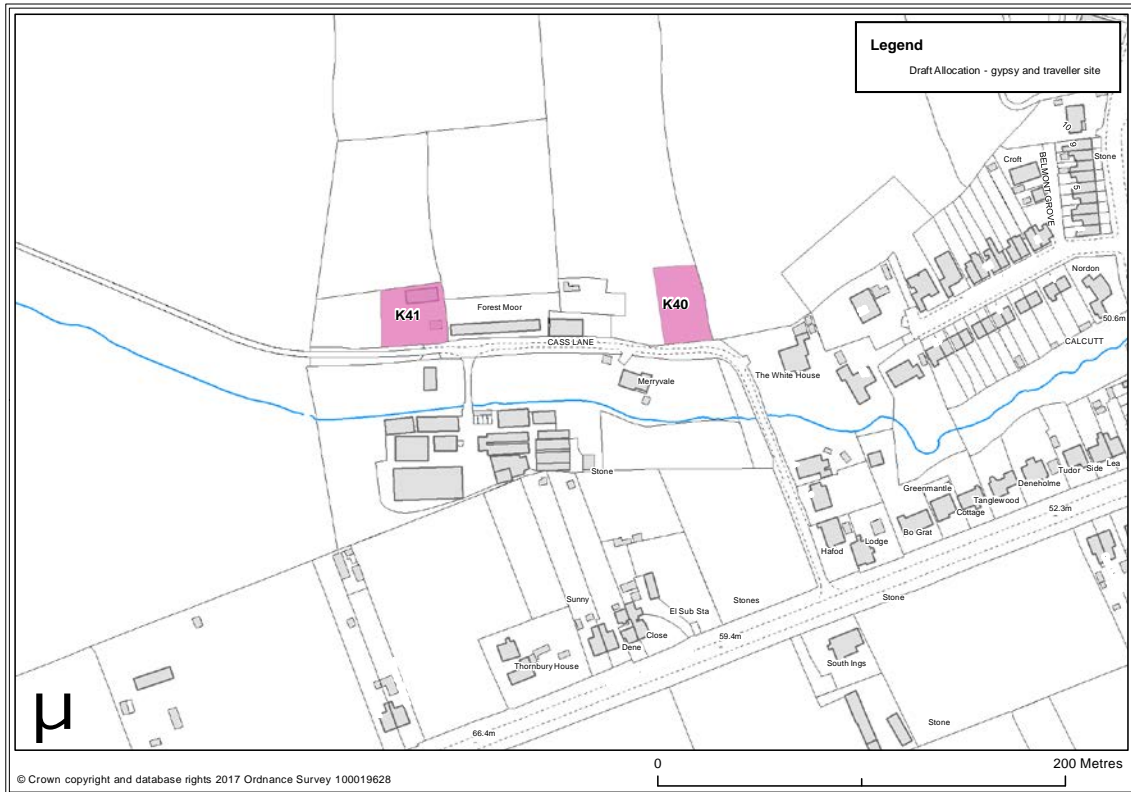 Legend
Draft Allocation - gypsy and traveller site
10
9
Stone
Croft
BELMONT GROVE
5
Nordon
50.6m
CALCUTT
K41
Forest Moor
K40
CASS LANE
The White House
Merryvale
Stone
Greenmantle
Cottage
Tanglewood
Deneholme
Tudor
Side
Lea
Bo Grat
52.3m
Hafod
Lodge
Sunny
El Sub Sta
Stones
Stone
Close
Dene
59.4m
Thornbury House
South Ings
Stone
66.4m
µ
© Crown copyright and database rights 2017 Ordnance Survey 100019628
0
200 Metres